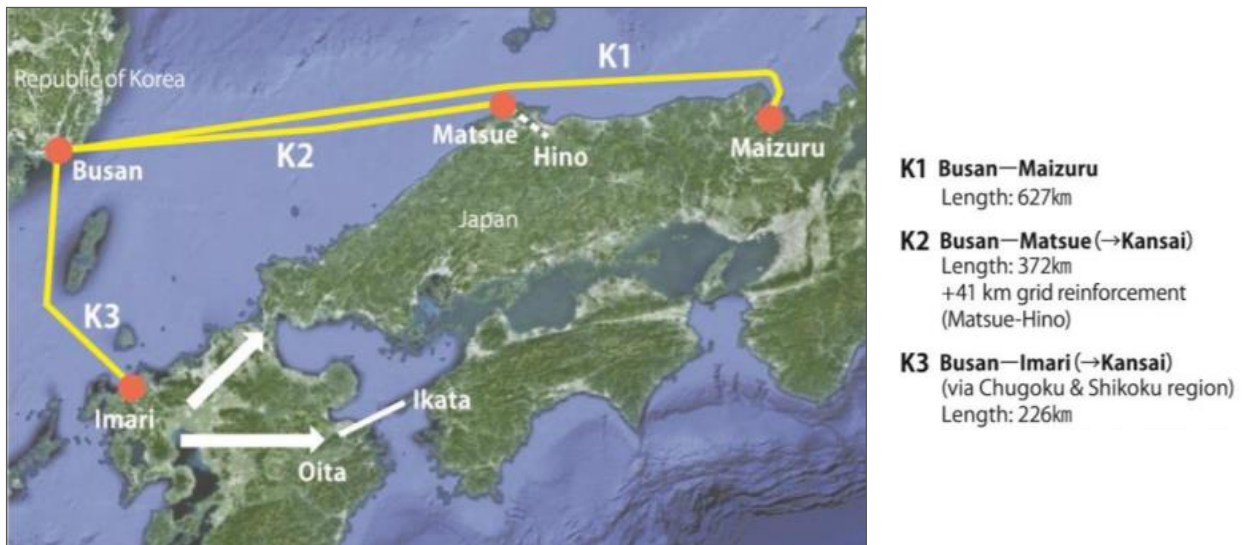 Republic of Korea
K1
Matsue
Hino
Maizuru
K2
Busan
Japan
K3
Imari
Ikata
Oita
K1 Busan—Maizuru
Length: 627㎞
K2 Busan—Matsue(→Kansai)
Length: 372㎞
+41 km grid reinforcement
(Matsue-Hino)
K3 Busan—Imari(→Kansai)
(via Chugoku & Shikoku region)
Length: 226㎞